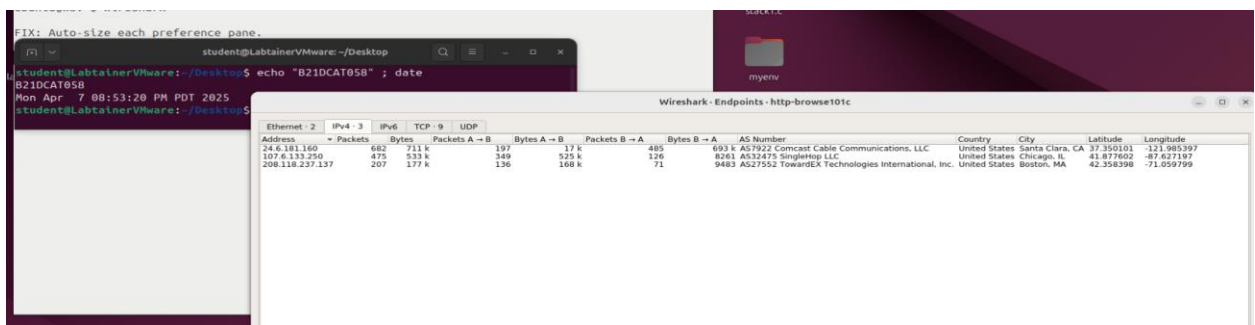 FIX: Auto-size each preference pane.
stack1.c
myenv
student@LabtainerVMware: ~/Desktop
student@LabtainerVMware:~/Desktop$ echo "B21DCAT058" ; date
B21DCAT058
Mon Apr 7 08:53:20 PM PDT 2025
student@LabtainerVMware:~/Desktop$
Wireshark · Endpoints · http-browse101c
Ethernet · 2 IPv4 · 3 IPv6 TCP · 9 UDP
Address Packets Bytes Packets A → B Bytes A → B Packets B → A Bytes B → A AS Number Country City Latitude Longitude
24.6.181.160 682 711 k 197 17 k 485 693 k AS7922 Comcast Cable Communications, LLC United States Santa Clara, CA 37.350101 -121.985397
107.6.133.250 475 533 k 349 525 k 126 8261 AS32475 SingleHop LLC United States Chicago, IL 41.877602 -87.627197
208.118.237.137 207 177 k 136 168 k 71 9483 AS27552 TowardEX Technologies International, Inc. United States Boston, MA 42.358398 -71.059799